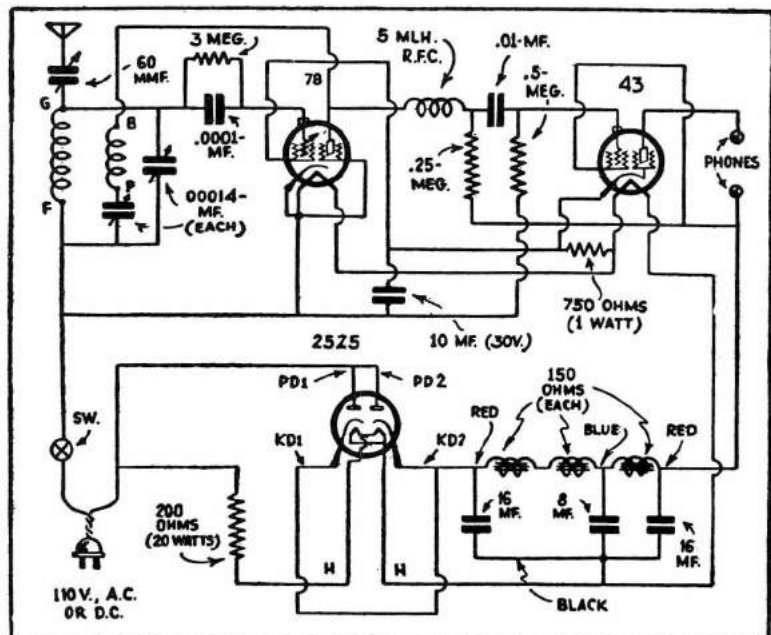 60
MMF.
3 MEG.
.0001-
MF.
78
5 MLH.
R.F.C.
.01-MF.
.5-
MEG.
43
G
B
P
F
.00014-
MF.
(EACH)
.25-
MEG.
PHONES
750 OHMS
(1 WATT)
10 MF. (30V.)
2525
PD1
PD2
SW.
KD1
KD2
RED
150
OHMS
(EACH)
BLUE
RED
200
OHMS
(20 WATTS)
16
MF.
8
MF.
16
MF.
H
H
BLACK
110 V., A.C.
OR D.C.